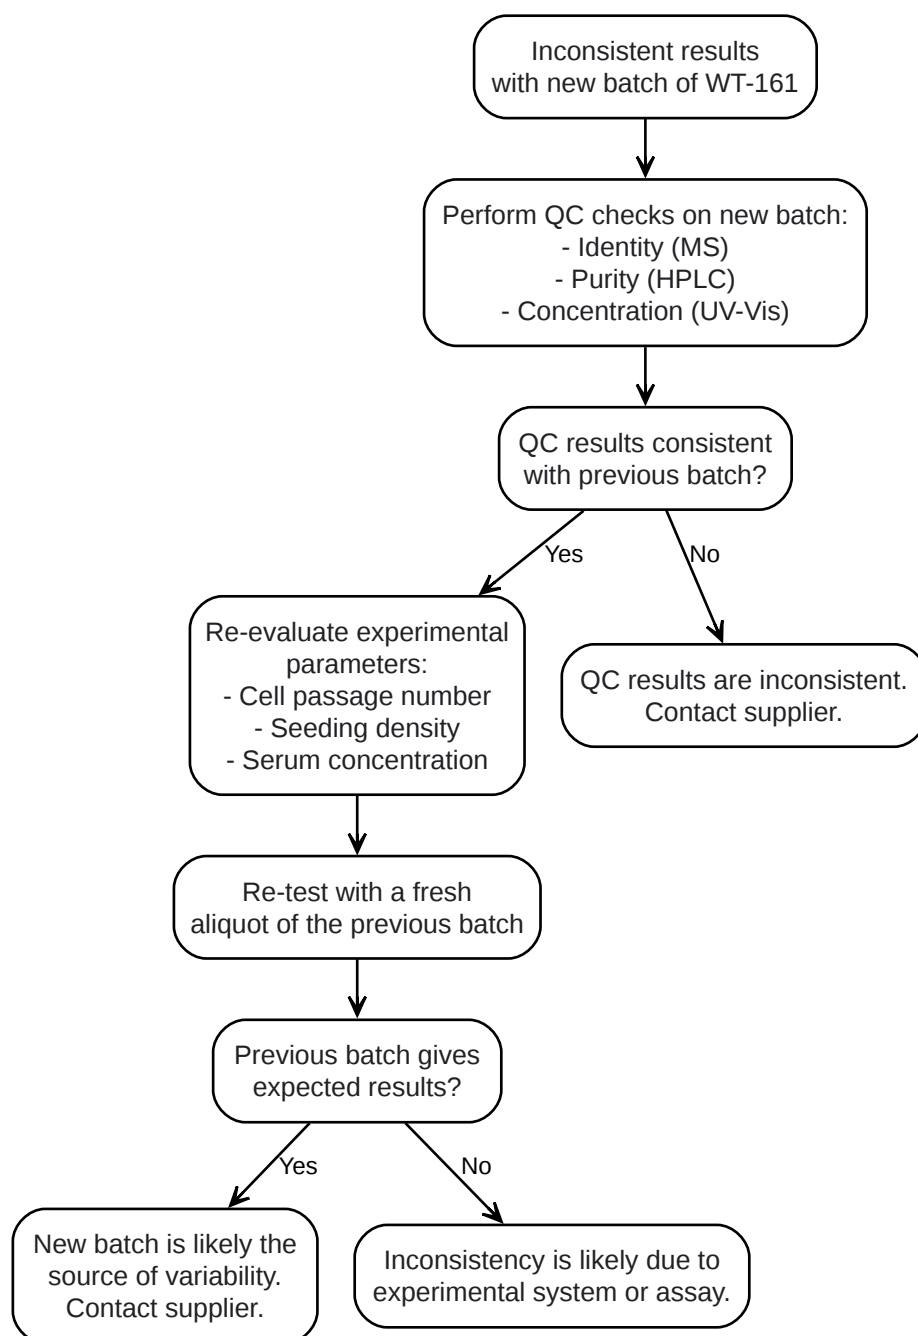 Inconsistent results
with new batch of WT-161
Perform QC checks on new batch:
- Identity (MS)
- Purity (HPLC)
- Concentration (UV-Vis)
QC results consistent
with previous batch?
Yes
No
Re-evaluate experimental
parameters:
- Cell passage number
- Seeding density
- Serum concentration
QC results are inconsistent.
Contact supplier.
Re-test with a fresh
aliquot of the previous batch
Previous batch gives
expected results?
Yes
No
New batch is likely the
source of variability.
Contact supplier.
Inconsistency is likely due to
experimental system or assay.